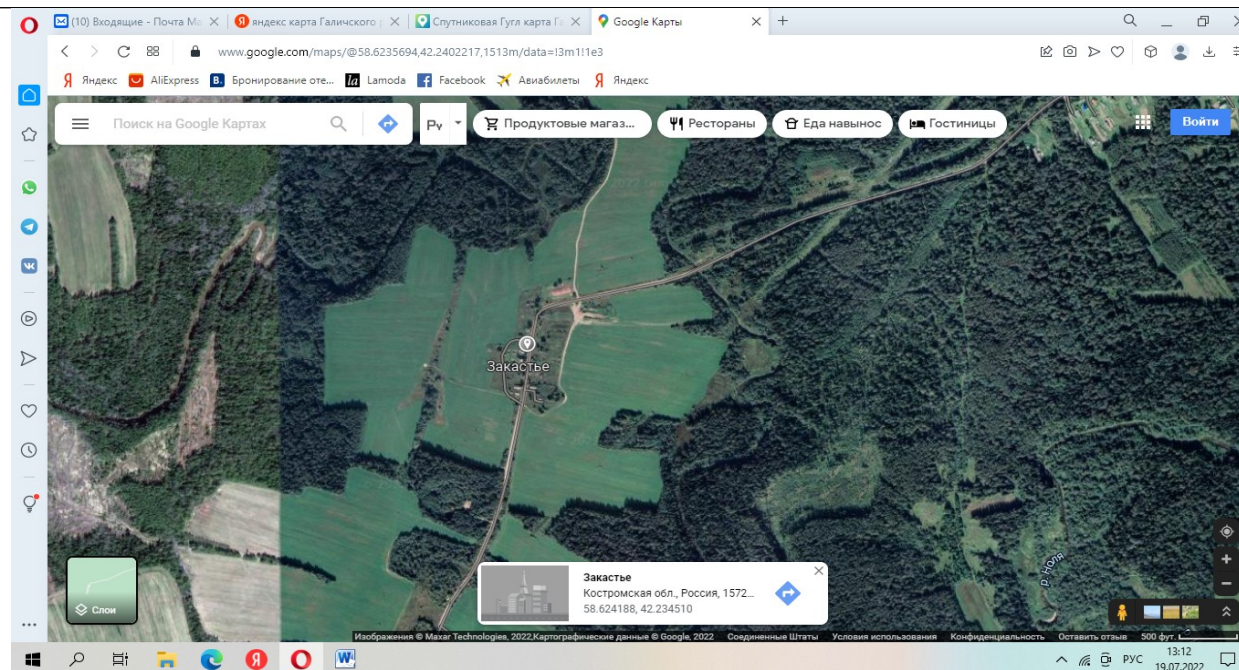 (10) Входящие - Почта Ma
яндекс карта Галичского р
Спутниковая Гугл карта Га
Google Карты
www.google.com/maps/@58.6235694,42.2402217,1513m/data=!3m1!1e3
Яндекс AliExpress Бронирование оте... Lamoda Facebook Авиабилеты Яндекс
Поиск на Google Картах
Продуктовые магаз...
Рестораны
Еда навынос
Гостиницы
Войти
Закастье
р. Ноля
Закастье
Костромская обл., Россия, 1572...
58.624188, 42.234510
Слои
Изображения © Maxar Technologies, 2022,Картографические данные © Google, 2022 Соединенные Штаты Условия использования Конфиденциальность Оставить отзыв 500 фут.
РУС
13:12
19.07.2022